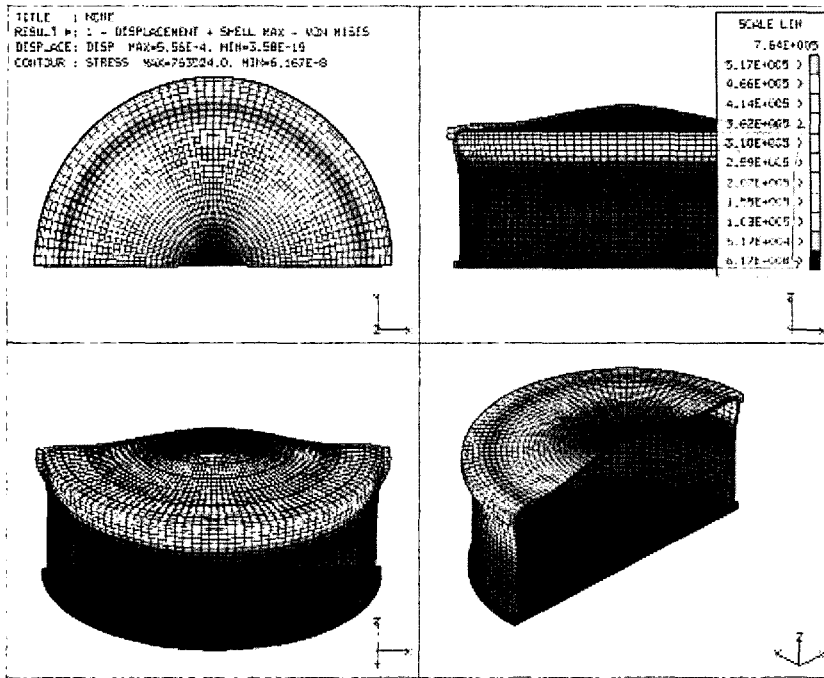 TITLE : NONE
RESULT #: 1 - DISPLACEMENT + SHELL MAX - VON MISES
DISPLACE: DISP MAX=5.56E-4, MIN=3.58E-19
CONTOUR : STRESS MIN=6.167E-8
SCALE LIN
7.64E+005
5.17E+005
4.66E+005
4.14E+005
3.62E+005
3.10E+005
2.59E+005
2.07E+005
1.55E+005
1.03E+005
5.17E+004
6.17E-008
Z